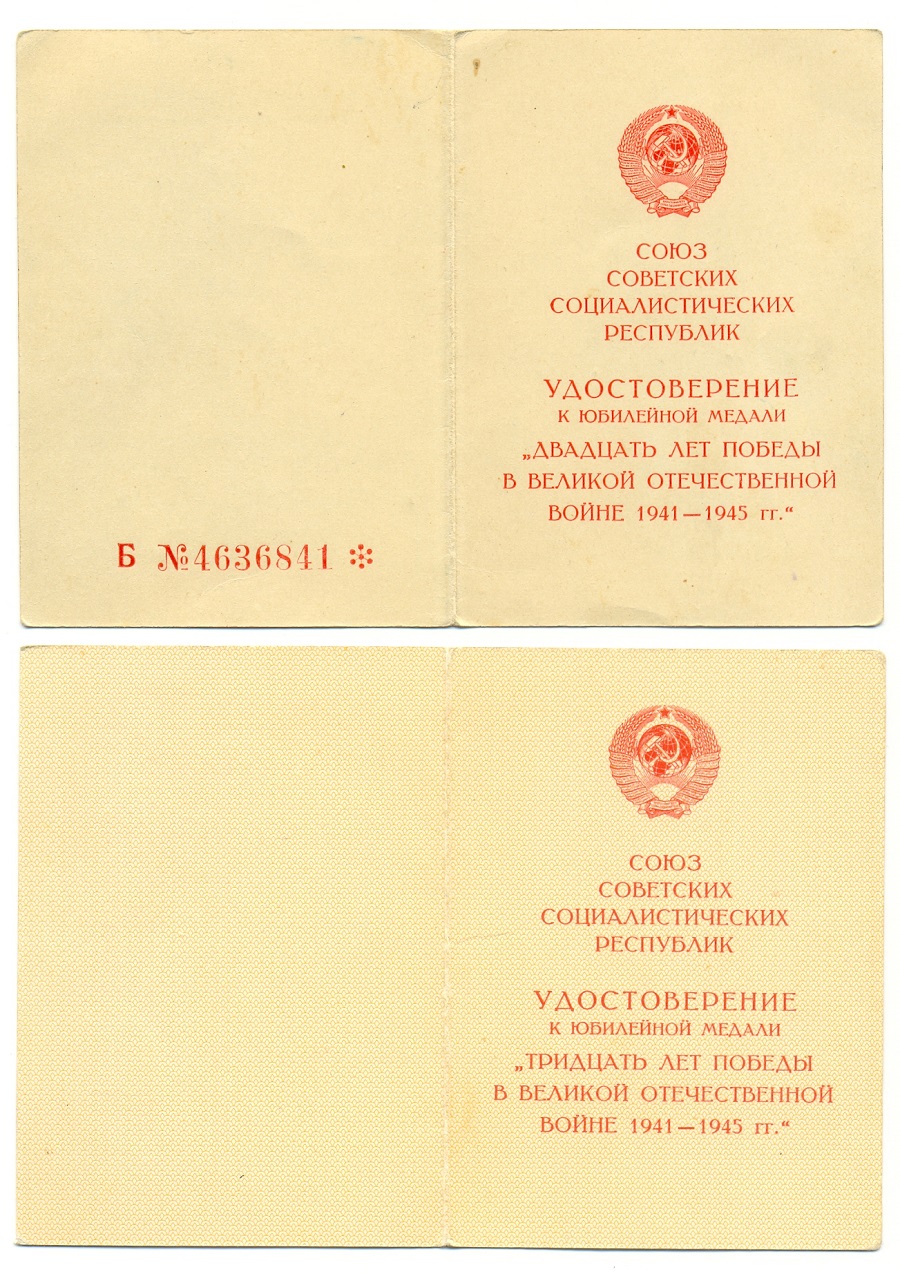 СОЮЗ
СОВЕТСКИХ
СОЦИАЛИСТИЧЕСКИХ
РЕСПУБЛИК
УДОСТОВЕРЕНИЕ
К ЮБИЛЕЙНОЙ МЕДАЛИ
„ДВАДЦАТЬ ЛЕТ ПОБЕДЫ
В ВЕЛИКОЙ ОТЕЧЕСТВЕННОЙ
ВОЙНЕ 1941—1945 гг.“
Б №4636841
СОЮЗ
СОВЕТСКИХ
СОЦИАЛИСТИЧЕСКИХ
РЕСПУБЛИК
УДОСТОВЕРЕНИЕ
К ЮБИЛЕЙНОЙ МЕДАЛИ
„ТРИДЦАТЬ ЛЕТ ПОБЕДЫ
В ВЕЛИКОЙ ОТЕЧЕСТВЕННОЙ
ВОЙНЕ 1941—1945 гг.“